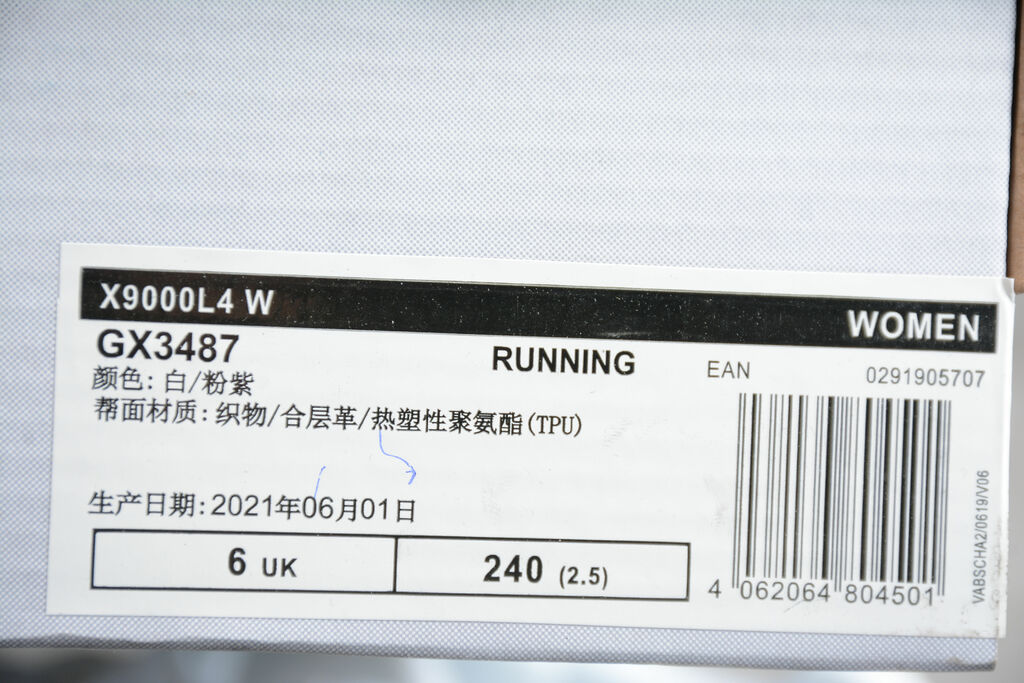 X9000L4 W
WOMEN
GX3487
RUNNING
EAN
0291905707
颜色: 白/粉紫
帮面材质: 织物/合层革/热塑性聚氨酯(TPU)
生产日期: 2021年06月01日
6 UK
240 (2.5)
4 062064 804501
VABSCHA2/0619/V06